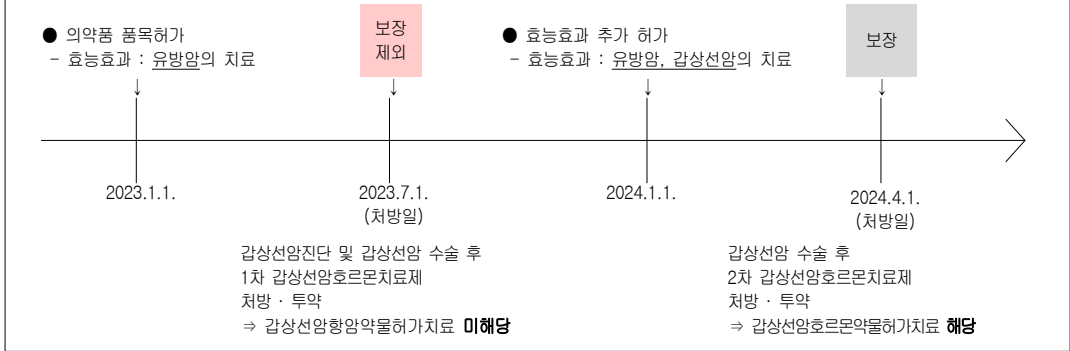 ● 의약품 품목허가
- 효능효과 : 유방암의 치료
↓
보장
제외
↓
● 효능효과 추가 허가
- 효능효과 : 유방암, 갑상선암의 치료
↓
보장
↓
2023.1.1.
2023.7.1.
(처방일)
2024.1.1.
2024.4.1.
(처방일)
갑상선암진단 및 갑상선암 수술 후
1차 갑상선암호르몬치료제
처방 · 투약
⇒ 갑상선암항암약물허가치료 미해당
갑상선암 수술 후
2차 갑상선암호르몬치료제
처방 · 투약
⇒ 갑상선암호르몬약물허가치료 해당